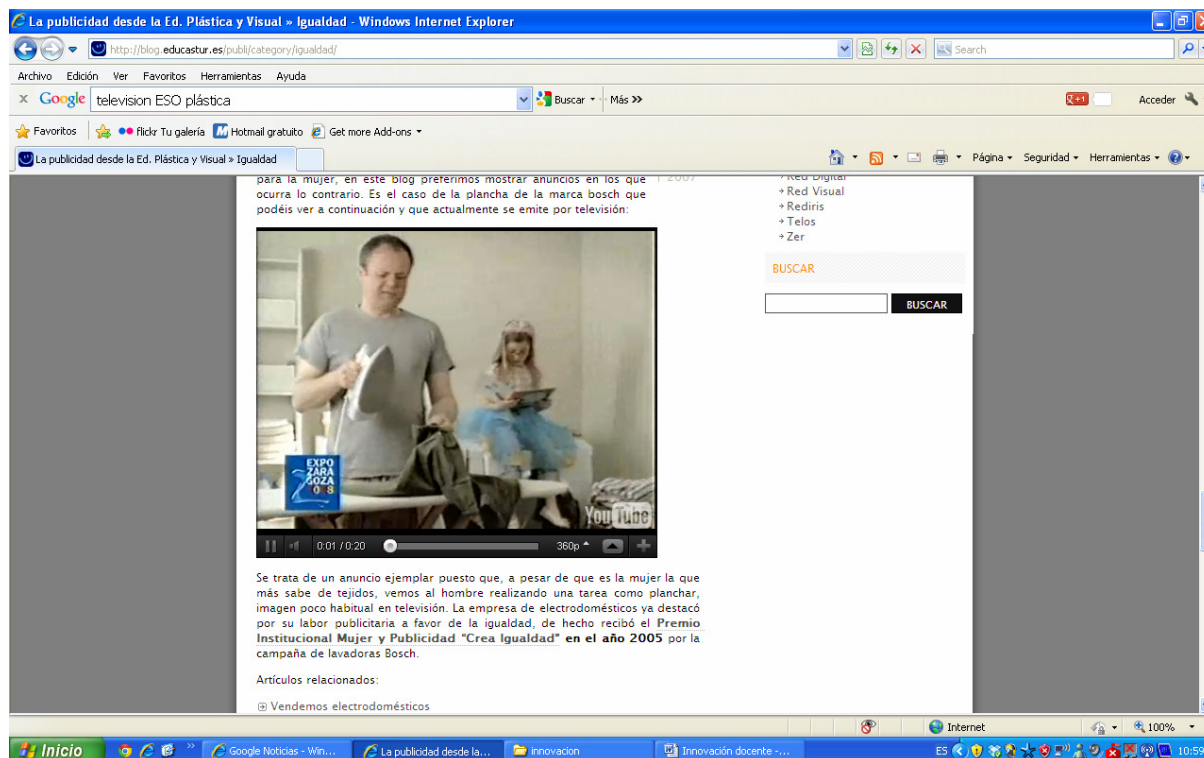 La publicidad desde la Ed. Plástica y Visual » Igualdad - Windows Internet Explorer
http://blog.educastur.es/publi/category/igualdad/
Search
Archivo Edición Ver Favoritos Herramientas Ayuda
x Google television ESO plástica Buscar Más >> g+1 Acceder
Favoritos flickr Tu galería Hotmail gratuito Get more Add-ons
La publicidad desde la Ed. Plástica y Visual » Igualdad Página Seguridad Herramientas
para la mujer, en este blog preferimos mostrar anuncios en los que
ocurra lo contrario. Es el caso de la plancha de la marca bosch que
podéis ver a continuación y que actualmente se emite por televisión:
2007
Red Digital
Red Visual
Rediris
Telos
Zer
BUSCAR
BUSCAR
EXPO
ZARA
GOZA
2008
YouTube
0:01 / 0:20 360p
Se trata de un anuncio ejemplar puesto que, a pesar de que es la mujer la que
más sabe de tejidos, vemos al hombre realizando una tarea como planchar,
imagen poco habitual en televisión. La empresa de electrodomésticos ya destacó
por su labor publicitaria a favor de la igualdad, de hecho recibó el Premio
Institucional Mujer y Publicidad "Crea Igualdad" en el año 2005 por la
campaña de lavadoras Bosch.
Artículos relacionados:
Vendemos electrodomésticos
Internet 100%
Inicio Google Noticias - Win... La publicidad desde la... innovacion Innovación docente -... ES 10:59